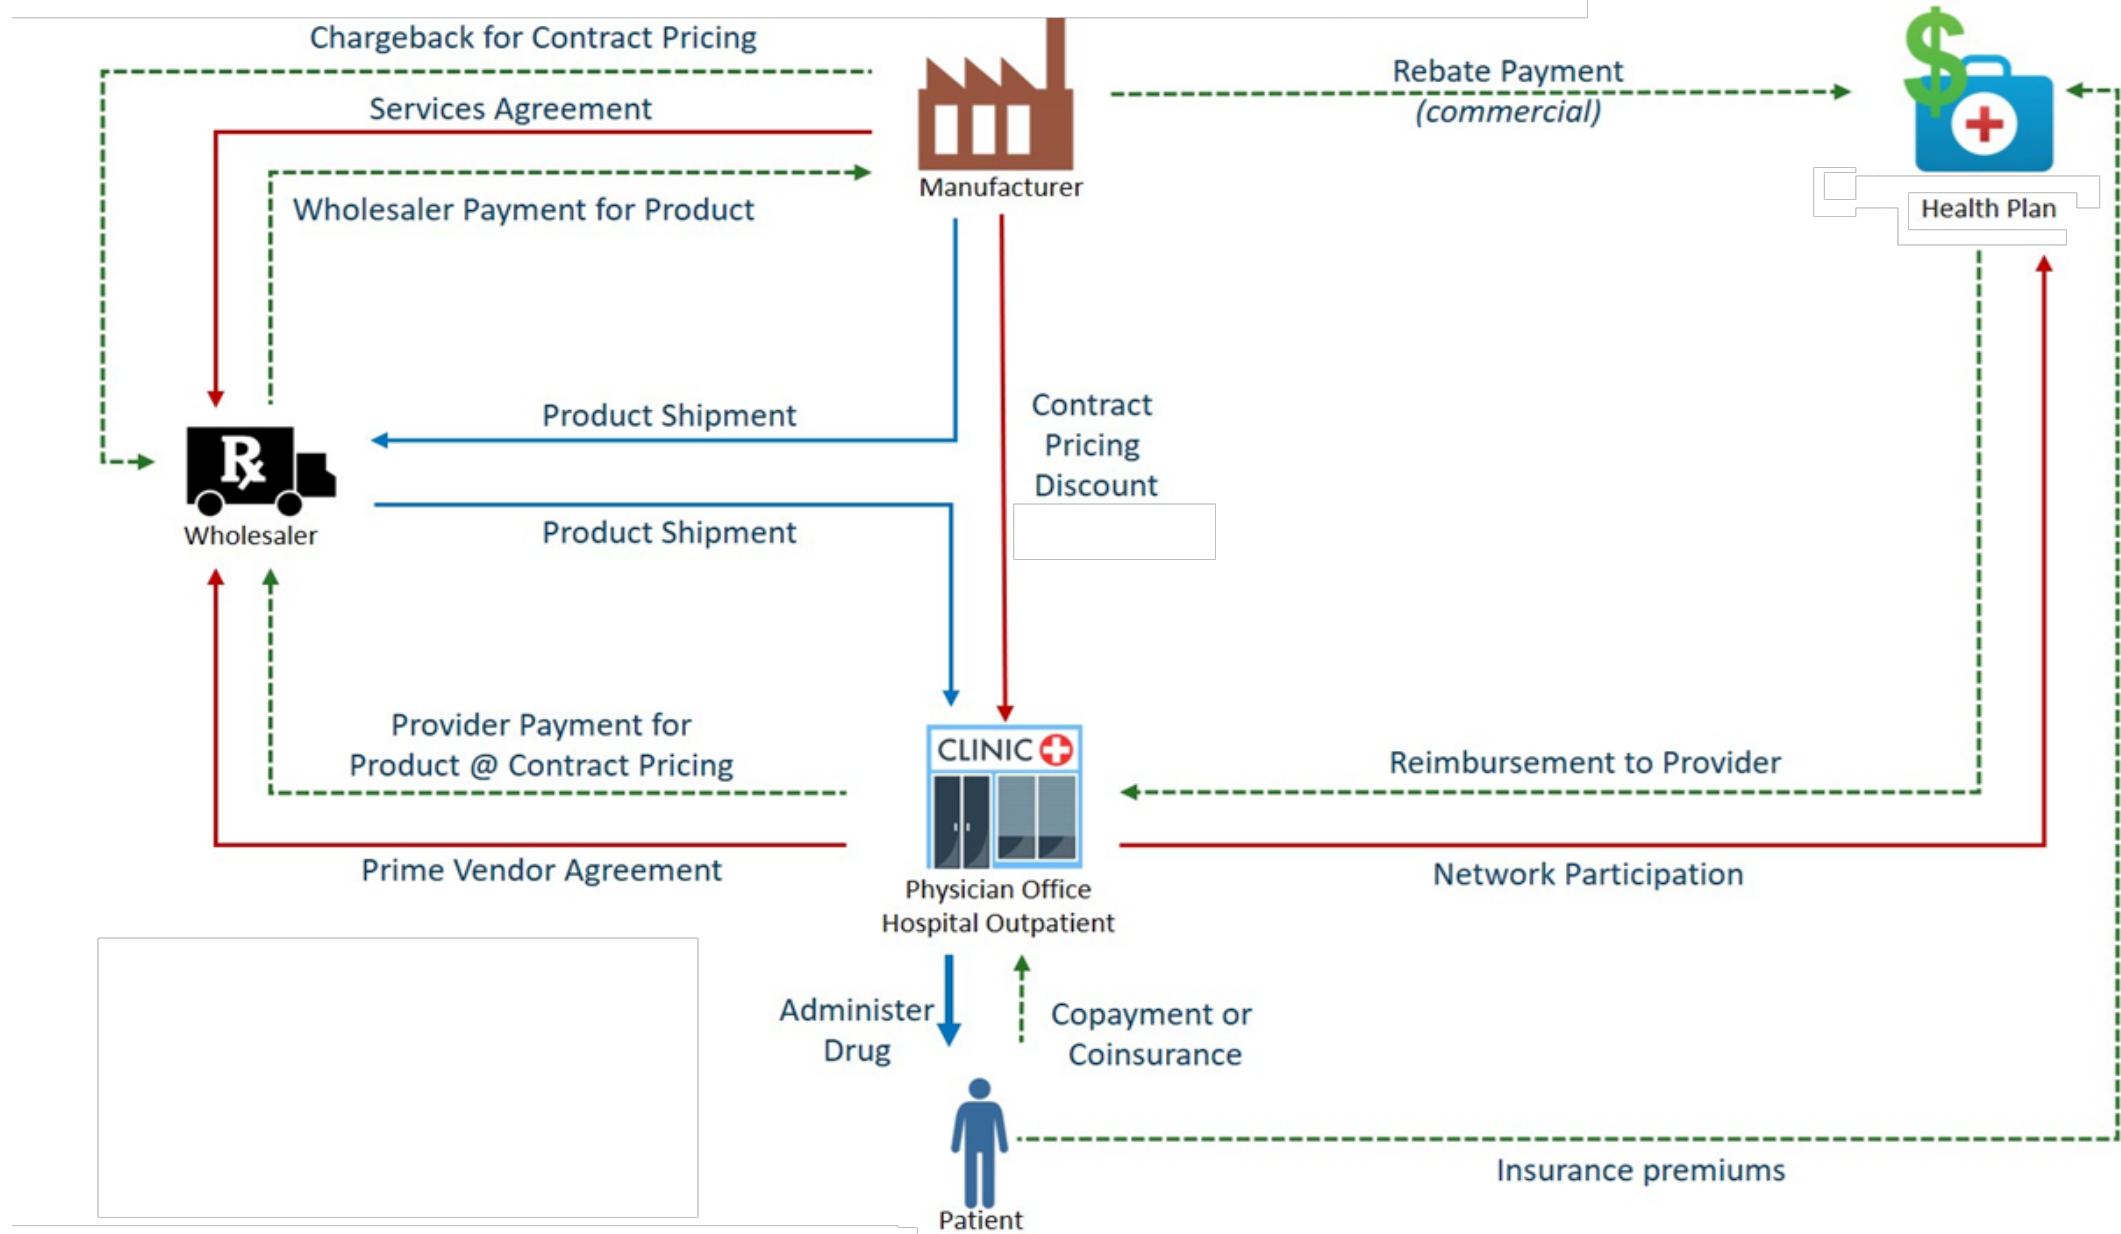 Chargeback for Contract Pricing
Services Agreement
Wholesaler Payment for Product
Manufacturer
Rebate Payment
(commercial)
Health Plan
Product Shipment
Contract
Pricing
Discount
Rx
Wholesaler
Product Shipment
Provider Payment for
Product @ Contract Pricing
Prime Vendor Agreement
CLINIC
Physician Office
Hospital Outpatient
Reimbursement to Provider
Network Participation
Administer
Drug
Copayment or
Coinsurance
Insurance premiums
Patient